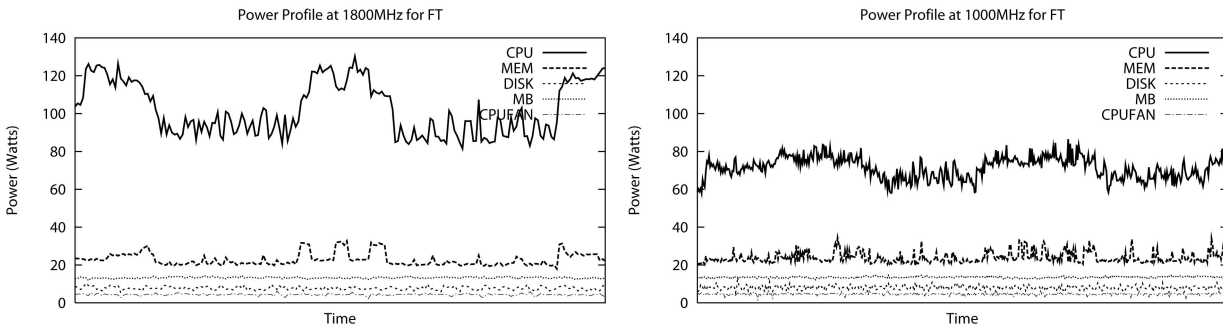 Power Profile at 1800MHz for FT
Power (Watts)
140
120
100
80
60
40
20
0
CPU
MEM
DISK
MB
CPUFAN
Time
Power Profile at 1000MHz for FT
Power (Watts)
140
120
100
80
60
40
20
0
CPU
MEM
DISK
MB
CPUFAN
Time